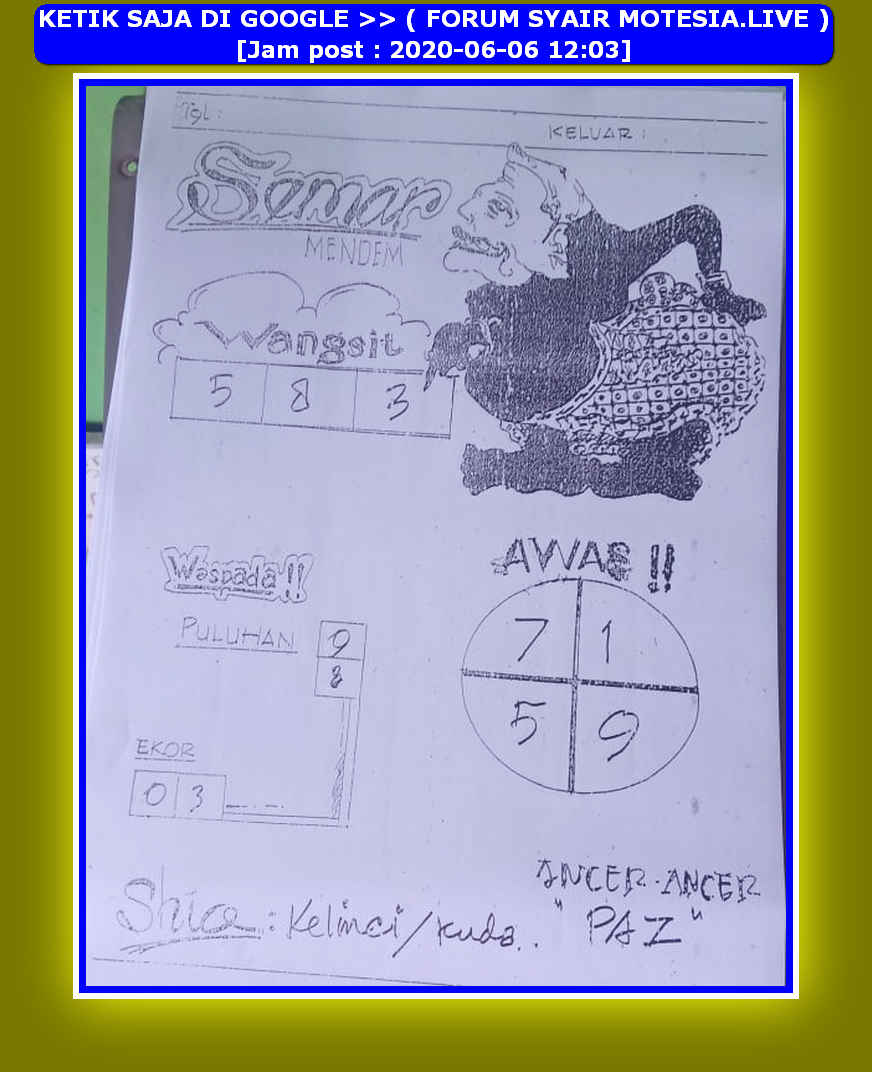 KETIK SAJA DI GOOGLE >> ( FORUM SYAIR MOTESIA.LIVE )
[Jam post : 2020-06-06 12:03]
Tgl :
KELUAR :
Semar
MENDEM
Wangsit
5 8 3
Waspada !!
PULUHAN
9
8
EKOR
0 3
AWAS !!
7 1
5 9
Shio : Kelinci / Kuda..
ANCER-ANCER
"PAZ"